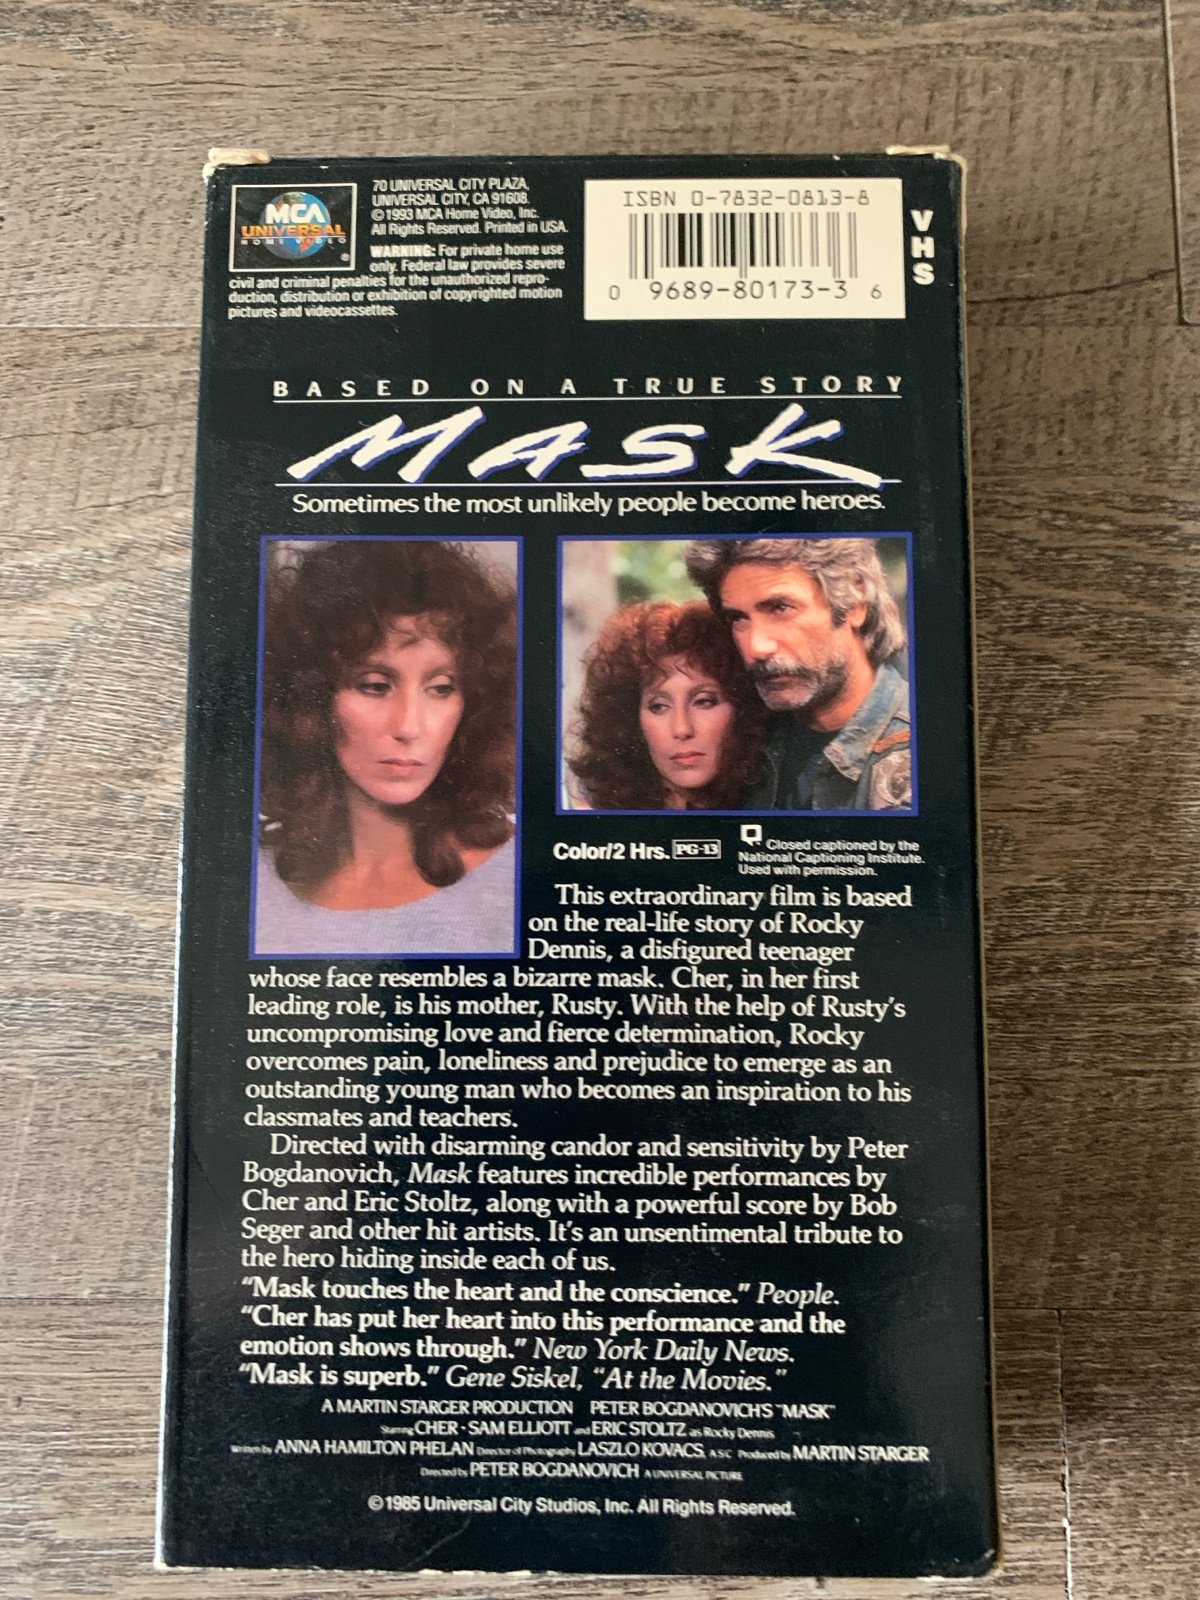 MCA
UNIVERSAL
HOME VIDEO
®
70 UNIVERSAL CITY PLAZA,
UNIVERSAL CITY, CA 91608.
©1993 MCA Home Video, Inc.
All Rights Reserved. Printed in USA.
WARNING: For private home use
only. Federal law provides severe
civil and criminal penalties for the unauthorized repro-
duction, distribution or exhibition of copyrighted motion
pictures and videocassettes.
ISBN 0-7832-0813-8
0 9689-80173-3 6
VHS
BASED ON A TRUE STORY
MASK
Sometimes the most unlikely people become heroes.
Color/2 Hrs. PG-13
Closed captioned by the
National Captioning Institute.
Used with permission.
This extraordinary film is based
on the real-life story of Rocky
Dennis, a disfigured teenager
whose face resembles a bizarre mask. Cher, in her first
leading role, is his mother, Rusty. With the help of Rusty's
uncompromising love and fierce determination, Rocky
overcomes pain, loneliness and prejudice to emerge as an
outstanding young man who becomes an inspiration to his
classmates and teachers.
Directed with disarming candor and sensitivity by Peter
Bogdanovich, Mask features incredible performances by
Cher and Eric Stoltz, along with a powerful score by Bob
Seger and other hit artists. It's an unsentimental tribute to
the hero hiding inside each of us.
"Mask touches the heart and the conscience." People.
"Cher has put her heart into this performance and the
emotion shows through." New York Daily News.
"Mask is superb." Gene Siskel, "At the Movies."
A MARTIN STARGER PRODUCTION PETER BOGDANOVICH'S "MASK"
Starring CHER • SAM ELLIOTT and ERIC STOLTZ as Rocky Dennis
Written by ANNA HAMILTON PHELAN Director of Photography LASZLO KOVACS, A.S.C. Produced by MARTIN STARGER
Directed by PETER BOGDANOVICH A UNIVERSAL PICTURE
©1985 Universal City Studios, Inc. All Rights Reserved.